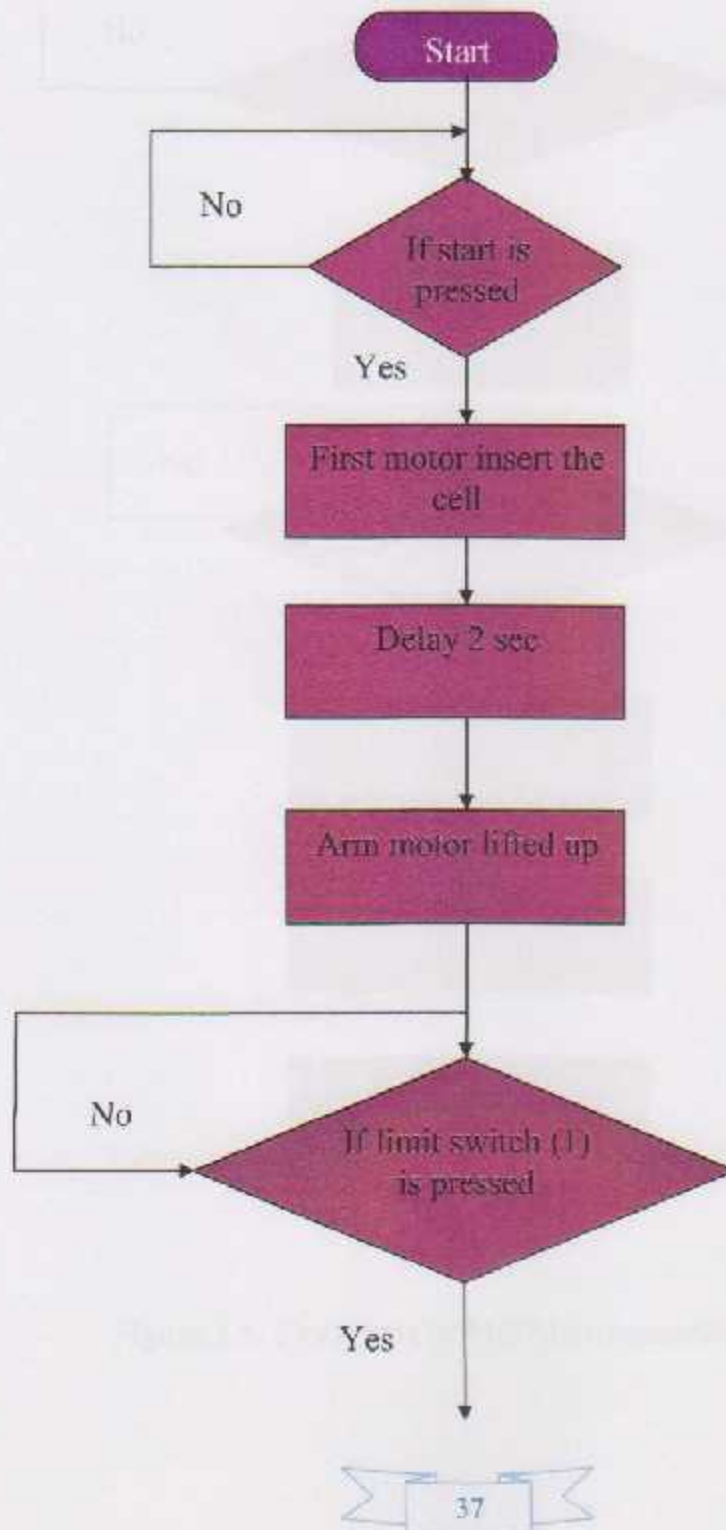 Start
No
If start is
pressed
Yes
First motor insert the
cell
Delay 2 sec
Arm motor lifted up
No
If limit switch (1)
is pressed
Yes
37